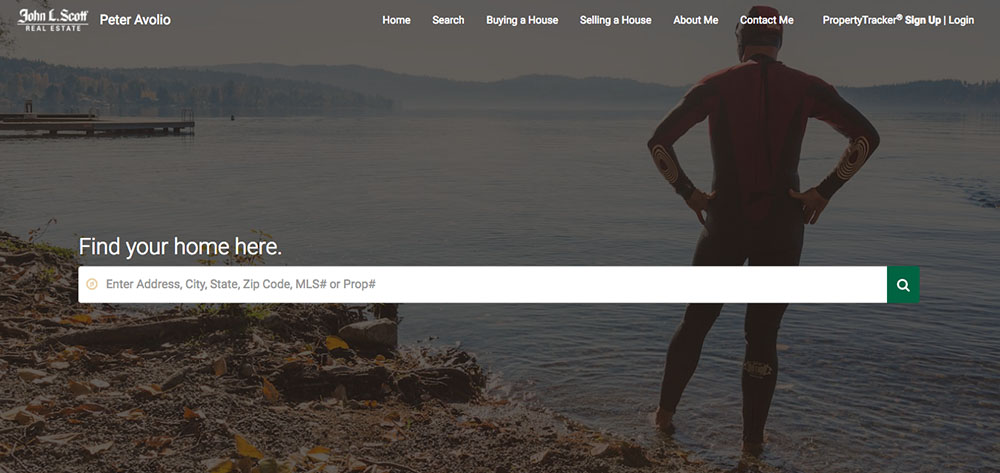 John L. Scott
REAL ESTATE
Peter Avolio
Home
Search
Buying a House
Selling a House
About Me
Contact Me
PropertyTracker® Sign Up | Login
Find your home here.
Enter Address, City, State, Zip Code, MLS# or Prop#